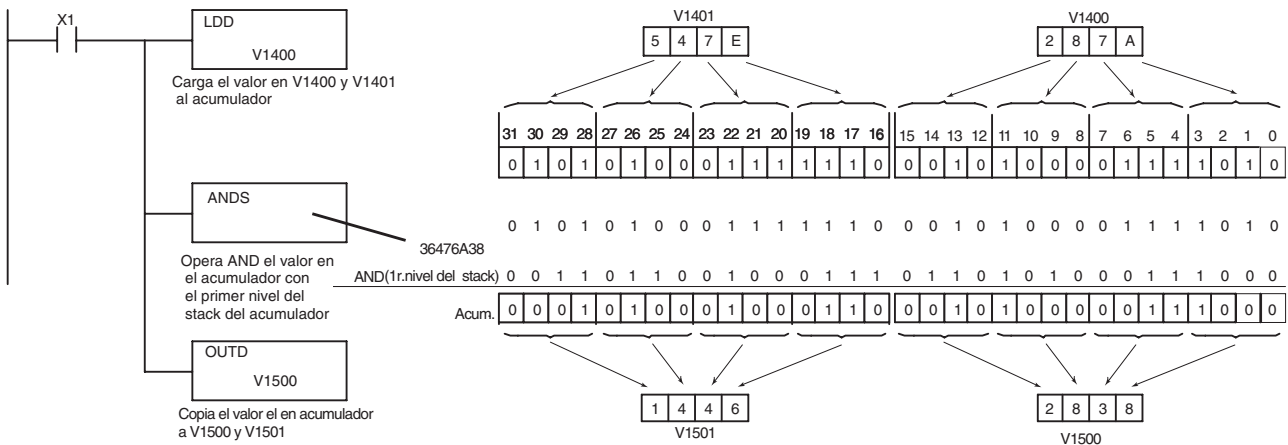 X1
LDD
V1400
Carga el valor en V1400 y V1401
al acumulador
ANDS
36476A38
Opera AND el valor en
el acumulador con
el primer nivel del
stack del acumulador
OUTD
V1500
Copia el valor el en acumulador
a V1500 y V1501
V1401 V1400
5 4 7 E 2 8 7 A
31 30 29 28 27 26 25 24 23 22 21 20 19 18 17 16 15 14 13 12 11 10 9 8 7 6 5 4 3 2 1 0
0 1 0 1 0 1 0 0 0 1 1 1 1 1 1 0 0 0 1 0 1 0 0 0 0 1 1 1 1 0 1 0
0 1 0 1 0 1 0 0 0 1 1 1 1 1 1 0 0 0 1 0 1 0 0 0 0 1 1 1 1 0 1 0
AND(1r.nivel del stack) 0 0 1 1 0 1 1 0 0 1 0 0 0 1 1 1 0 1 1 0 1 0 1 0 0 0 1 1 1 0 0 0
Acum. 0 0 0 1 0 1 0 0 0 1 0 0 0 1 1 0 0 0 1 0 1 0 0 0 0 0 1 1 1 0 0 0
1 4 4 6 2 8 3 8
V1501 V1500